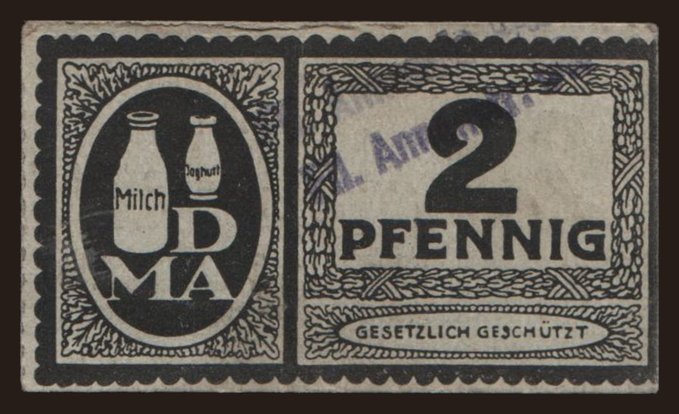 Milch
Joghurt
D
MA
2
PFENNIG
GESETZLICH GESCHÜTZT